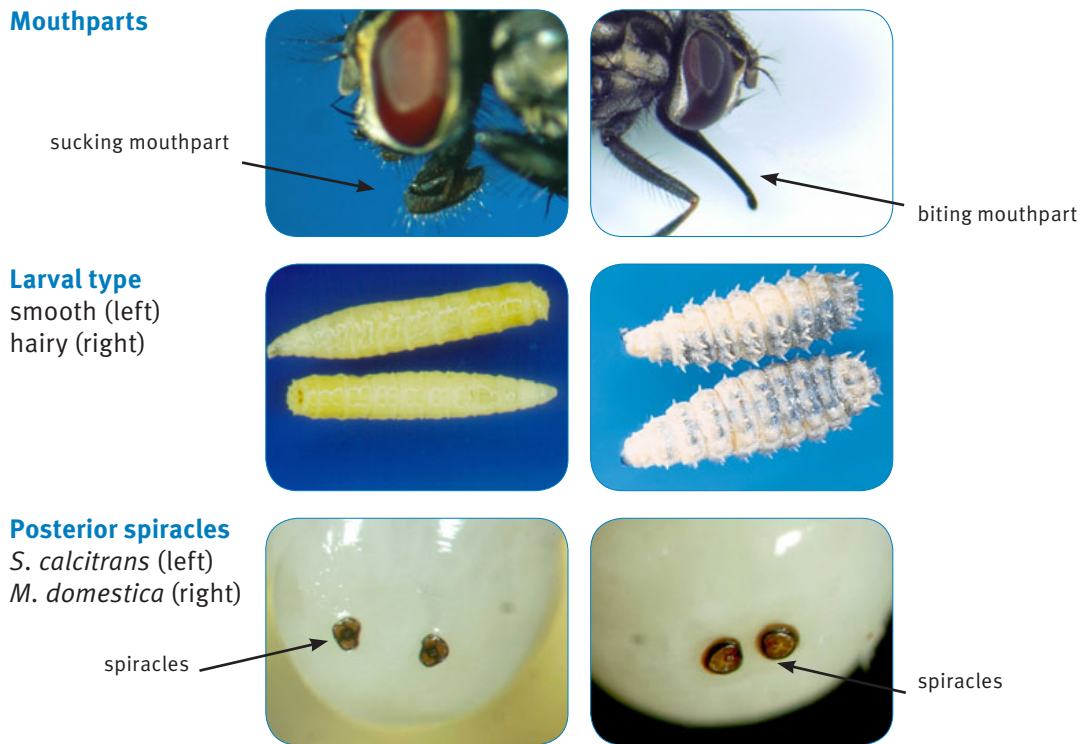 Mouthparts
sucking mouthpart
biting mouthpart
Larval type
smooth (left)
hairy (right)
Posterior spiracles
S. calcitrans (left)
M. domestica (right)
spiracles
spiracles